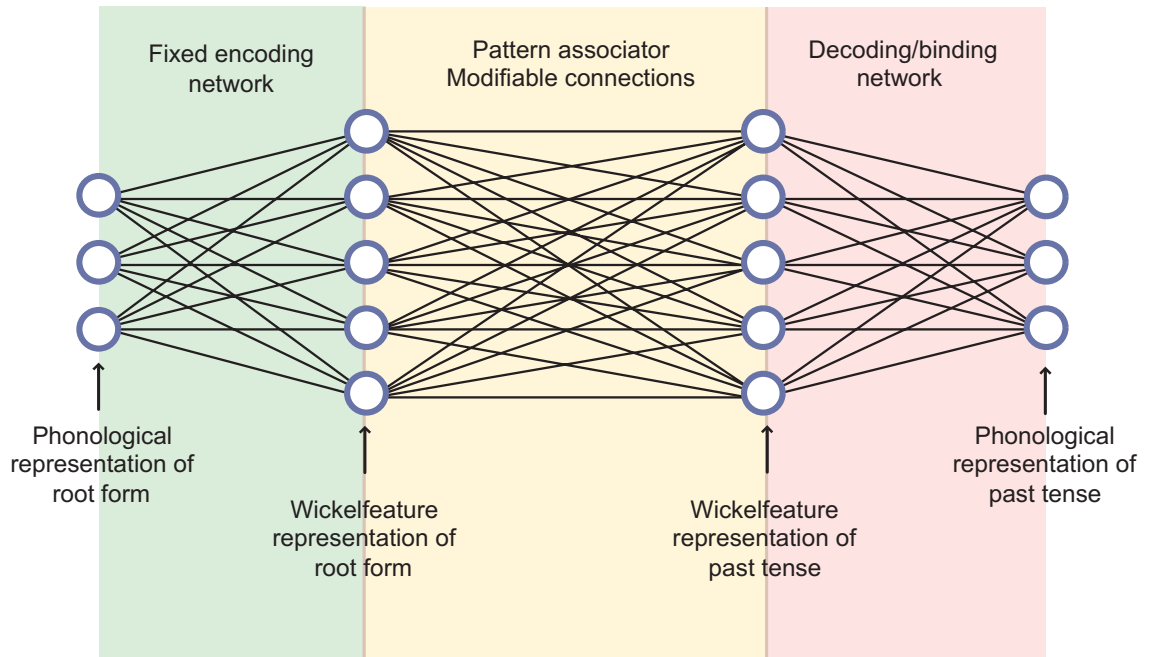 Fixed encoding
network
Pattern associator
Modifiable connections
Decoding/binding
network
Phonological
representation of
root form
Wickelfeature
representation of
root form
Wickelfeature
representation of
past tense
Phonological
representation of
past tense